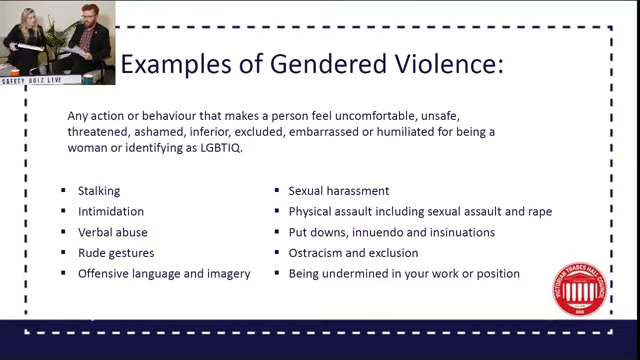 Examples of Gendered Violence:
SAFETY HOIZ LIVE
Any action or behaviour that makes a person feel uncomfortable, unsafe,
threatened, ashamed, inferior, excluded, embarrassed or humiliated for being a
woman or identifying as LGBTIQ.
▪ Stalking
▪ Intimidation
▪ Verbal abuse
▪ Rude gestures
▪ Offensive language and imagery
▪ Sexual harassment
▪ Physical assault including sexual assault and rape
▪ Put downs, innuendo and insinuations
▪ Ostracism and exclusion
▪ Being undermined in your work or position
VICTORIAN TRADES HALL COUNCIL